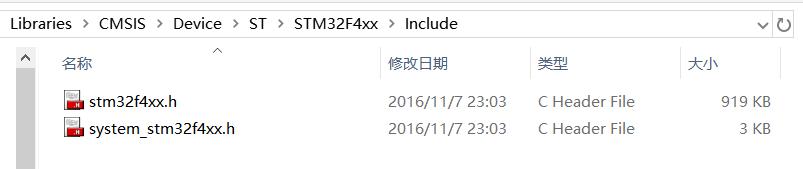 Libraries > CMSIS > Device > ST > STM32F4xx > Include
名称 修改日期 类型 大小
stm32f4xx.h 2016/11/7 23:03 C Header File 919 KB
system_stm32f4xx.h 2016/11/7 23:03 C Header File 3 KB